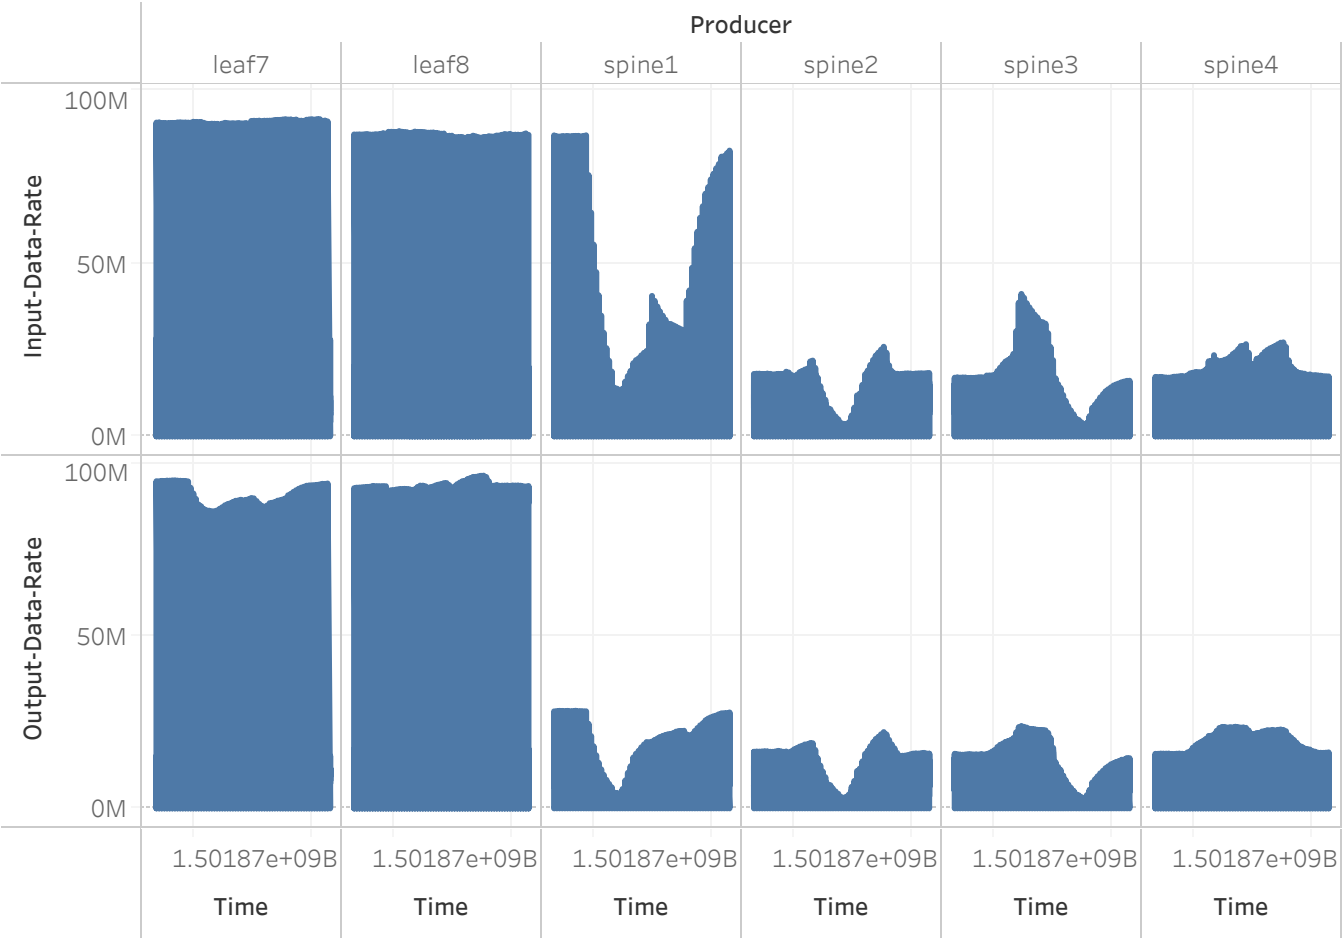 Producer
leaf7 leaf8 spine1 spine2 spine3 spine4
Input-Data-Rate
100M
50M
0M
Output-Data-Rate
100M
50M
0M
1.50187e+09B 1.50187e+09B 1.50187e+09B 1.50187e+09B 1.50187e+09B 1.50187e+09B
Time Time Time Time Time Time